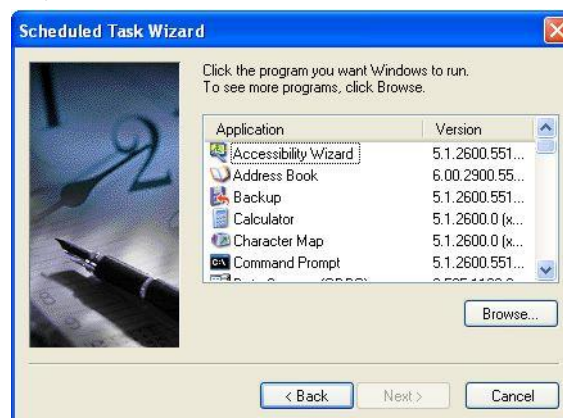 Scheduled Task Wizard
Click the program you want Windows to run.
To see more programs, click Browse.
Application Version
Accessibility Wizard 5.1.2600.551...
Address Book 6.00.2900.55...
Backup 5.1.2600.551...
Calculator 5.1.2600.0 (x...
Character Map 5.1.2600.0 (x...
Command Prompt 5.1.2600.551...
Browse...
< Back Next > Cancel